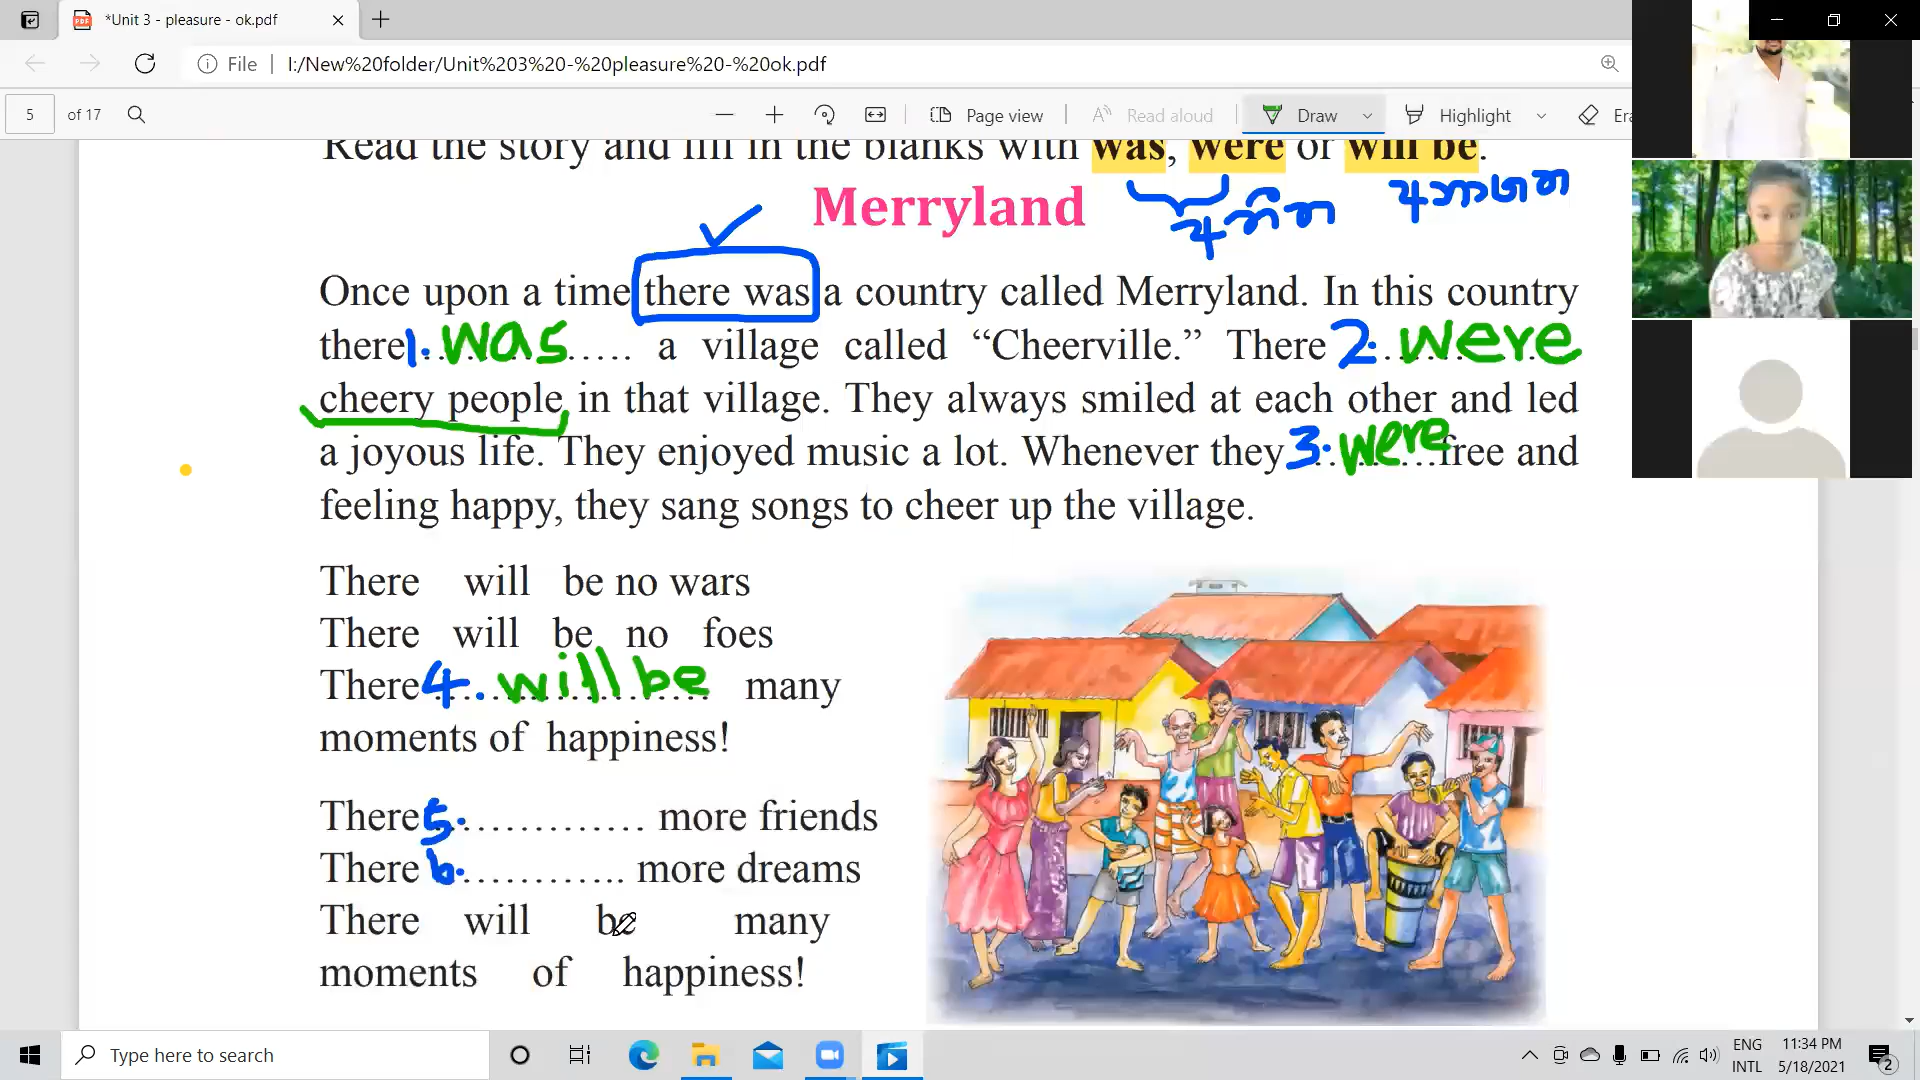 *Unit 3 - pleasure - ok.pdf
File I:/New%20folder/Unit%203%20-%20pleasure%20-%20ok.pdf
5 of 17 Page view Read aloud Draw Highlight
Read the story and fill in the blanks with was, were or will be.
Merryland
Once upon a time there was a country called Merryland. In this country
there 1. was ..... a village called “Cheerville.” There 2. were
cheery people in that village. They always smiled at each other and led
a joyous life. They enjoyed music a lot. Whenever they 3. were free and
feeling happy, they sang songs to cheer up the village.
There will be no wars
There will be no foes
There 4. will be many
moments of happiness!
There 5. ............. more friends
There 6. ............ more dreams
There will be many
moments of happiness!
Type here to search
ENG 11:34 PM
INTL 5/18/2021 2